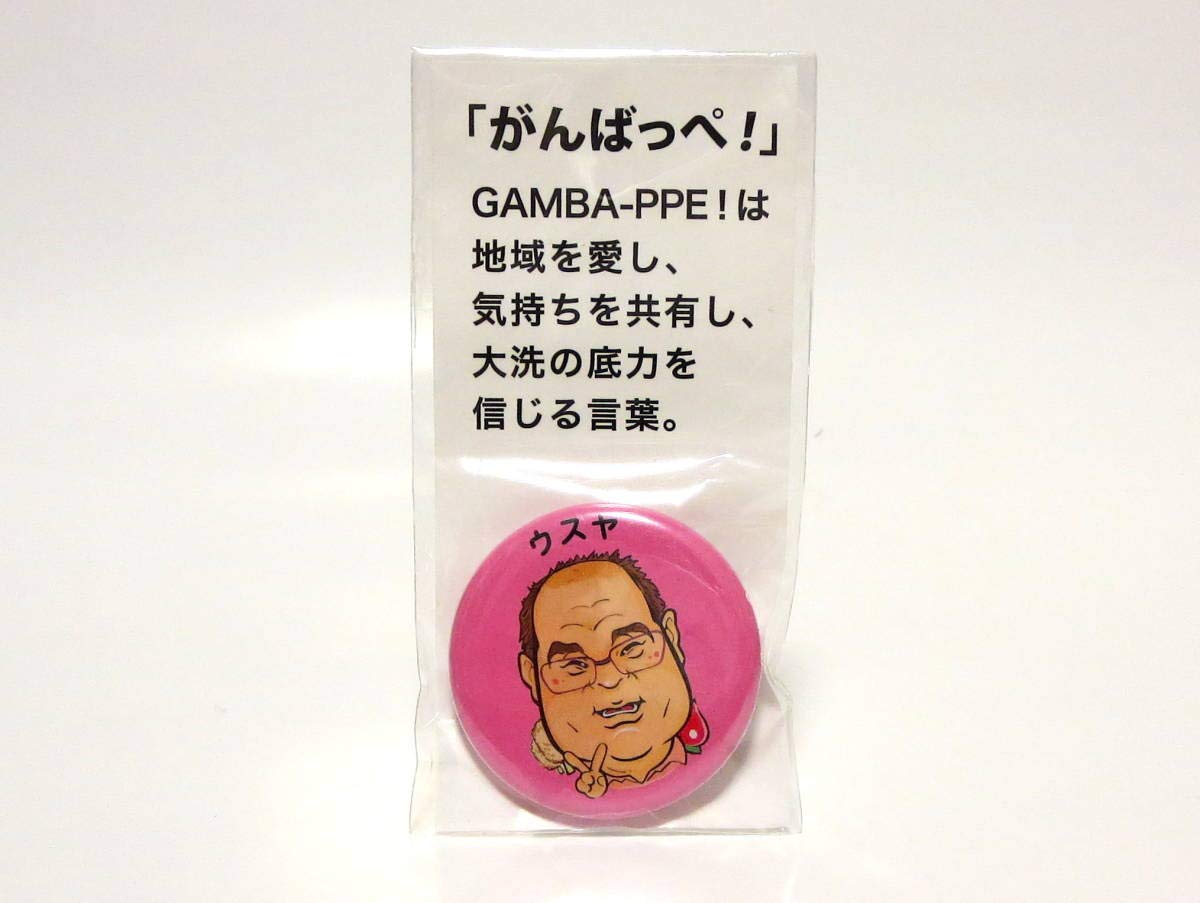 「がんばっぺ！」
GAMBA-PPE！は
地域を愛し、
気持ちを共有し、
大洗の底力を
信じる言葉。
ウスヤ